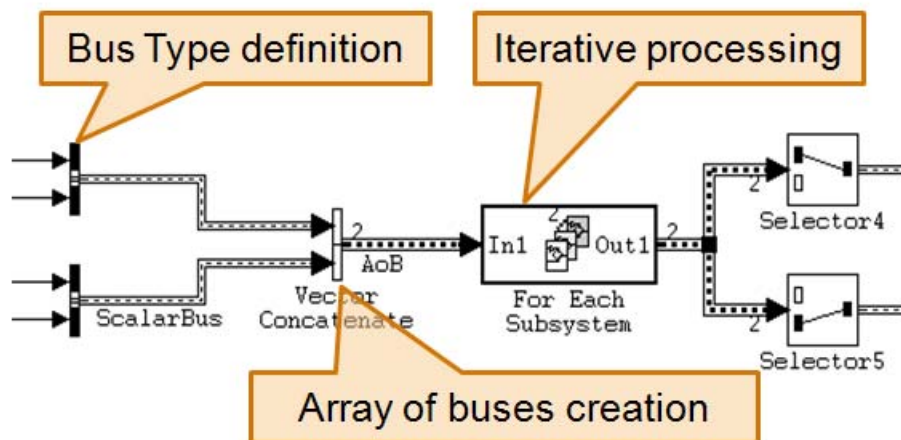 Bus Type definition
Iterative processing
2
Selector4
2
AoB
In1
2
Out1
2
ScalarBus
Vector
Concatenate
For Each
Subsystem
2
Selector5
Array of buses creation